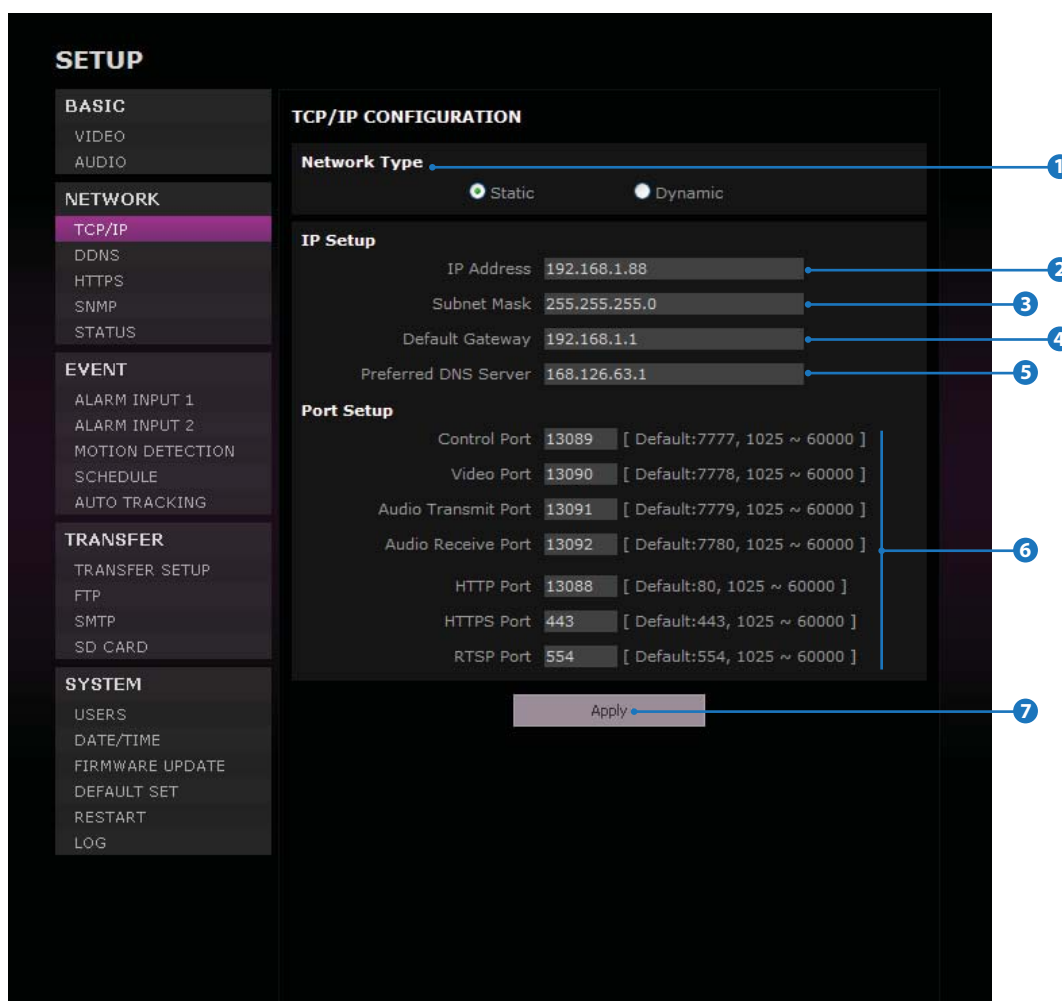 SETUP
BASIC
VIDEO
AUDIO
NETWORK
TCP/IP
DDNS
HTTPS
SNMP
STATUS
EVENT
ALARM INPUT 1
ALARM INPUT 2
MOTION DETECTION
SCHEDULE
AUTO TRACKING
TRANSFER
TRANSFER SETUP
FTP
SMTP
SD CARD
SYSTEM
USERS
DATE/TIME
FIRMWARE UPDATE
DEFAULT SET
RESTART
LOG
TCP/IP CONFIGURATION
Network Type 1
Static Dynamic
IP Setup
IP Address 192.168.1.88 2
Subnet Mask 255.255.255.0 3
Default Gateway 192.168.1.1 4
Preferred DNS Server 168.126.63.1 5
Port Setup
Control Port 13089 [ Default:7777, 1025 ~ 60000 ]
Video Port 13090 [ Default:7778, 1025 ~ 60000 ]
Audio Transmit Port 13091 [ Default:7779, 1025 ~ 60000 ]
Audio Receive Port 13092 [ Default:7780, 1025 ~ 60000 ] 6
HTTP Port 13088 [ Default:80, 1025 ~ 60000 ]
HTTPS Port 443 [ Default:443, 1025 ~ 60000 ]
RTSP Port 554 [ Default:554, 1025 ~ 60000 ]
Apply 7